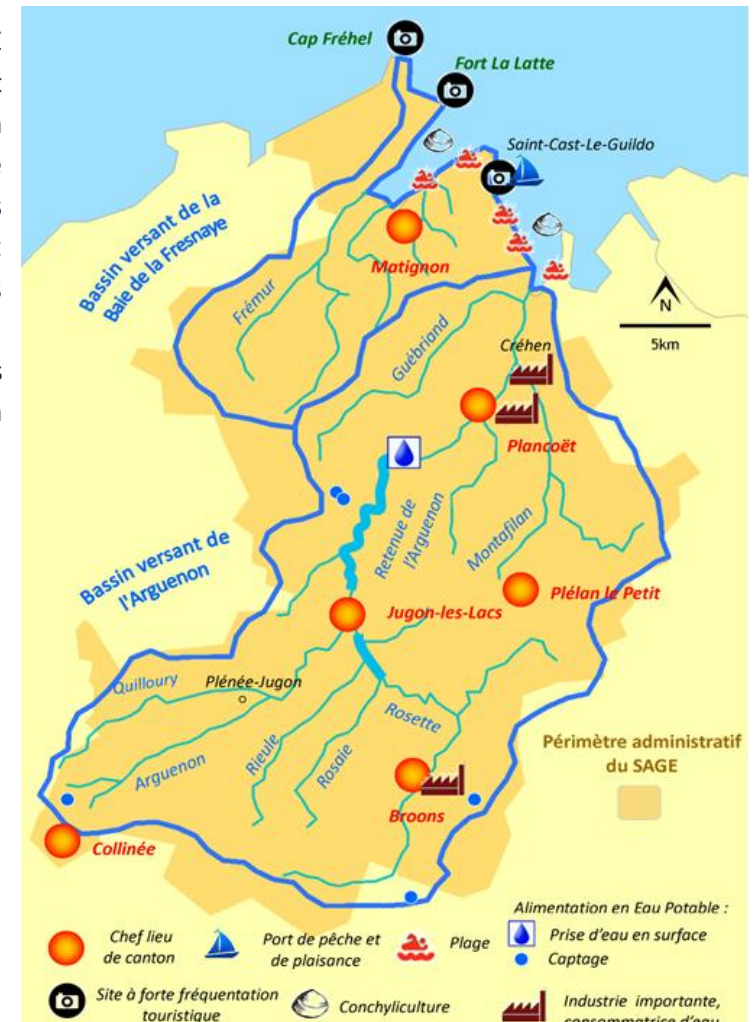 Cap Fréhel
Fort La Latte
Saint-Cast-Le-Guildo
Bassin versant de la
Baie de la Fresnaye
Matignon
Frémur
N
5km
Guébriand
Créhen
Plancoët
Retenue de
l'Arguenon
Montafilan
Bassin versant de
l'Arguenon
Plélan le Petit
Jugon-les-Lacs
Quilloury
Plénée-Jugon
Rosette
Arguenon
Rieule
Rosaie
Périmètre administratif
du SAGE
Broons
Collinée
Alimentation en Eau Potable :
Chef lieu
de canton
Port de pêche et
de plaisance
Plage
Prise d'eau en surface
Captage
Site à forte fréquentation
touristique
Conchyliculture
Industrie importante,
consommatrice d'eau